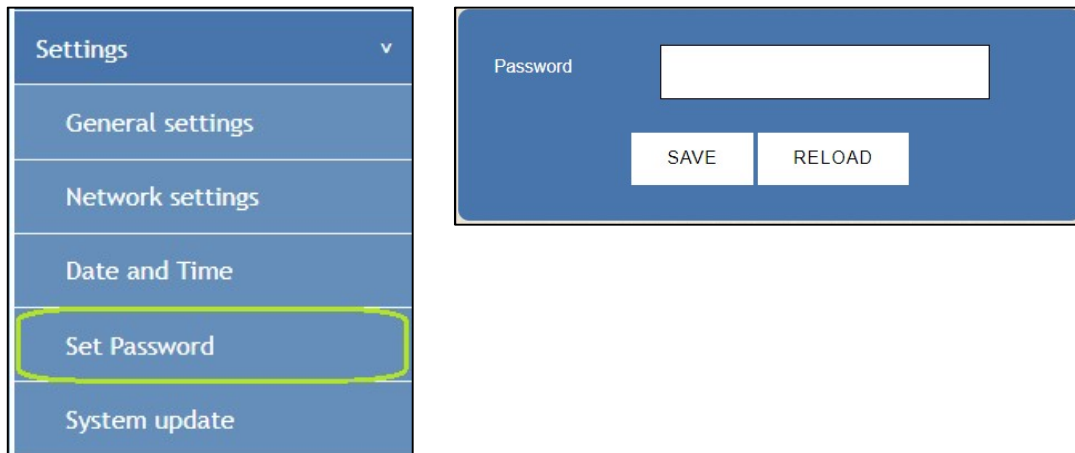 Settings v
General settings
Network settings
Date and Time
Set Password
System update
Password
SAVE RELOAD